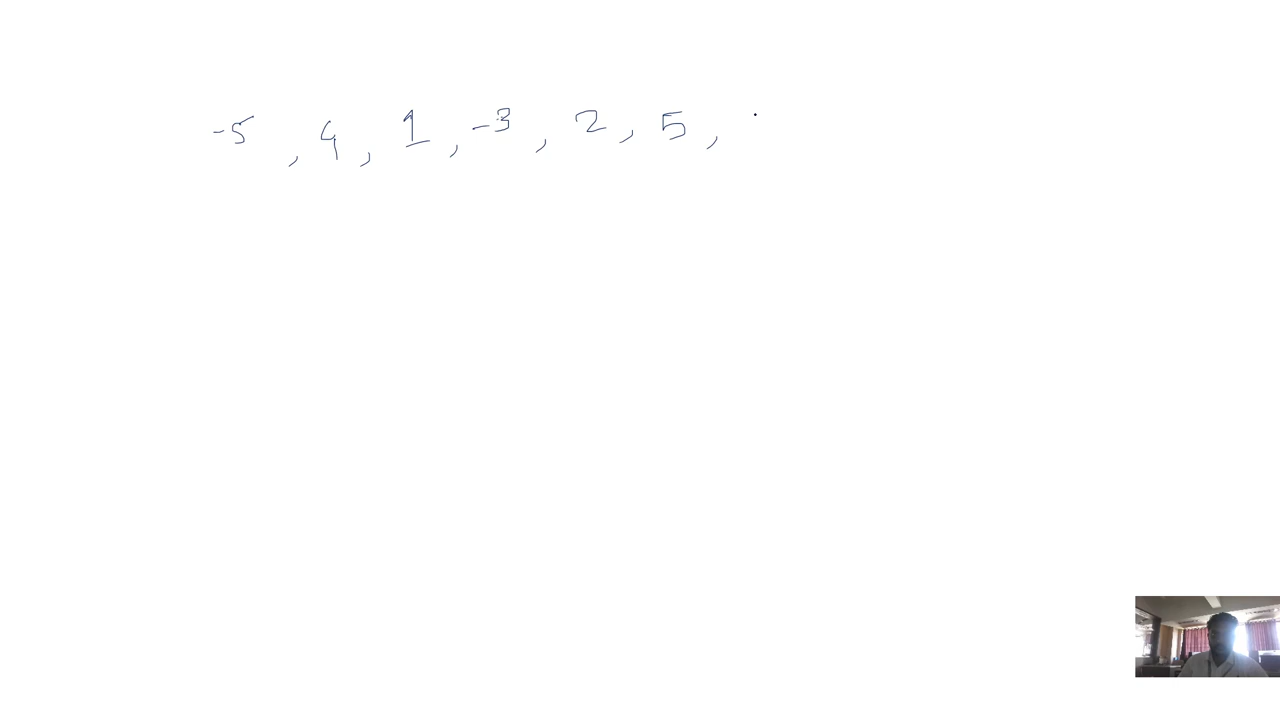 -5 , 4 , 1 , -3 , 2 , 5 ,